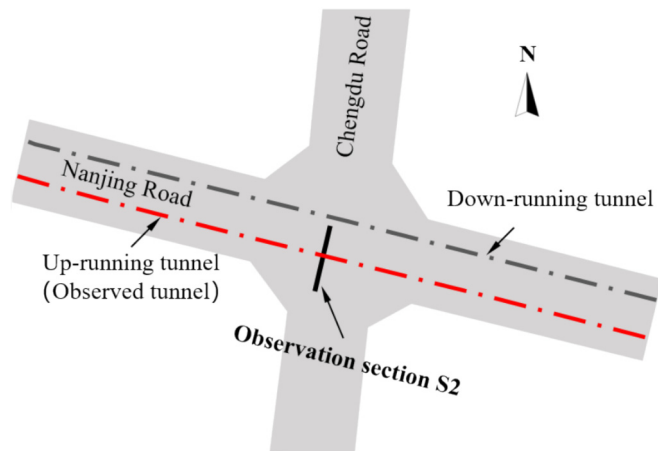 N
Chengdu Road
Nanjing Road
Down-running tunnel
Up-running tunnel
(Observed tunnel)
Observation section S2